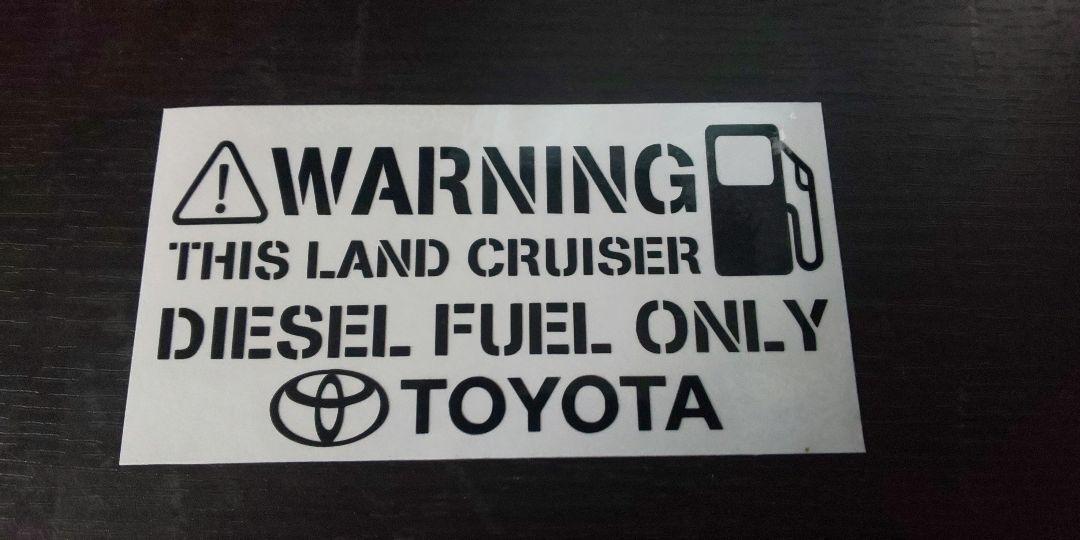 WARNING
THIS LAND CRUISER
DIESEL FUEL ONLY
TOYOTA